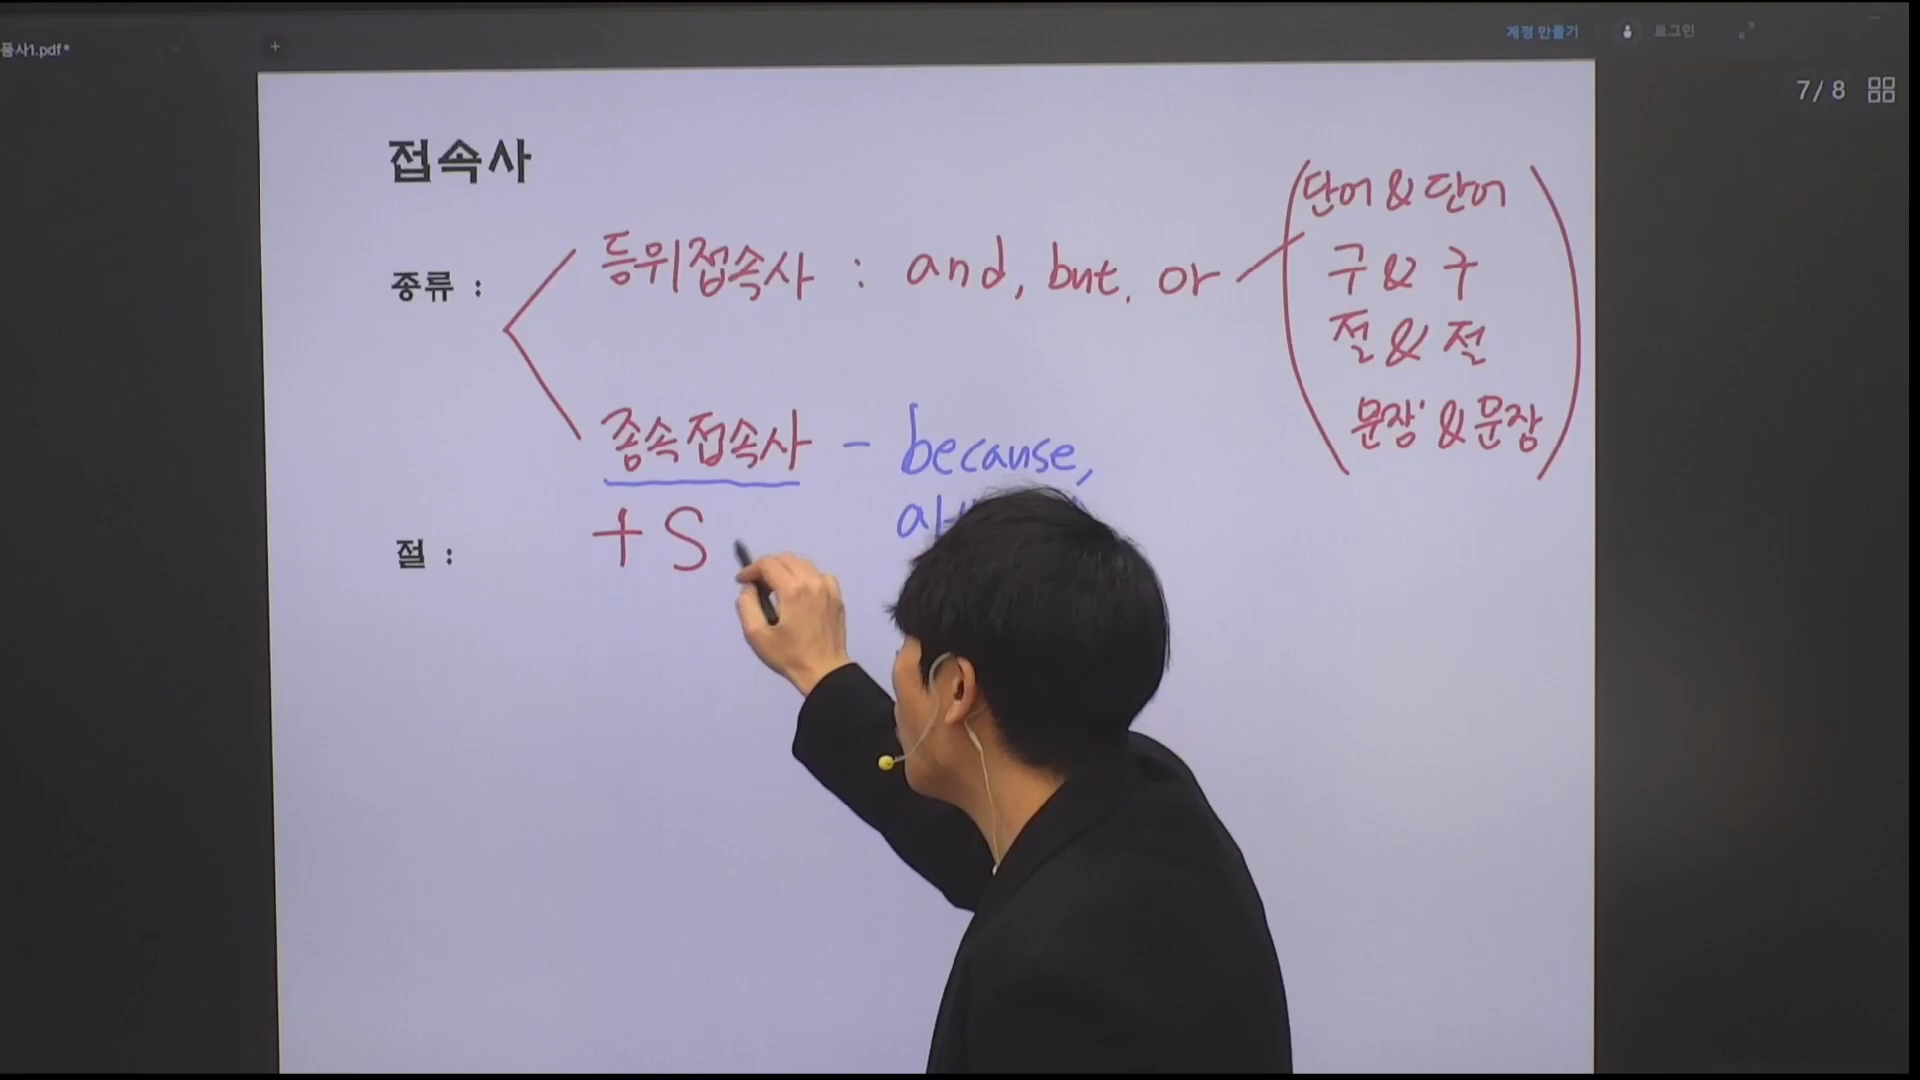 품사1.pdf*
+
계정 만들기
로그인
7/ 8
접속사
종류 :
등위접속사 : and, but, or
단어 & 단어
구 & 구
절 & 절
문장 & 문장
종속접속사 - because,
+ S
절 :